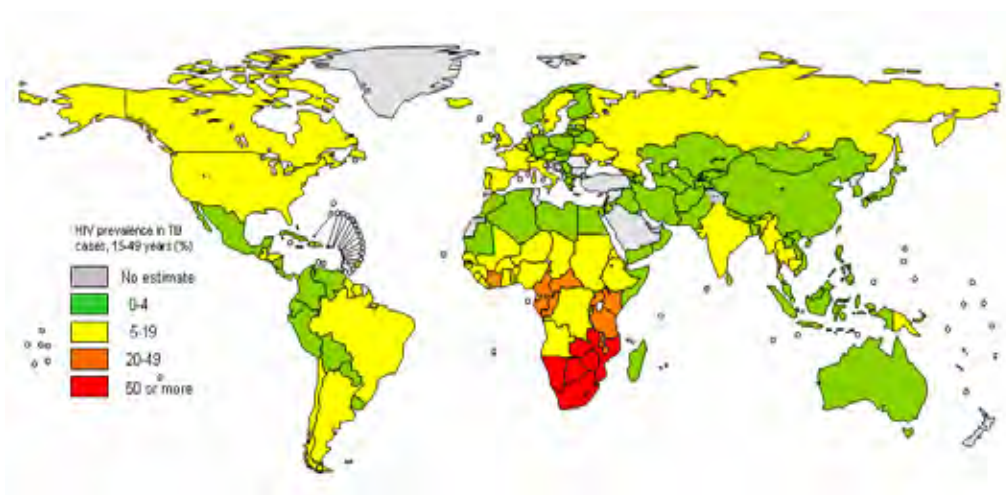 HIV prevalence in TB
cases, 15-49 years (%)
No estimate
0-4
5-19
20-49
50 or more